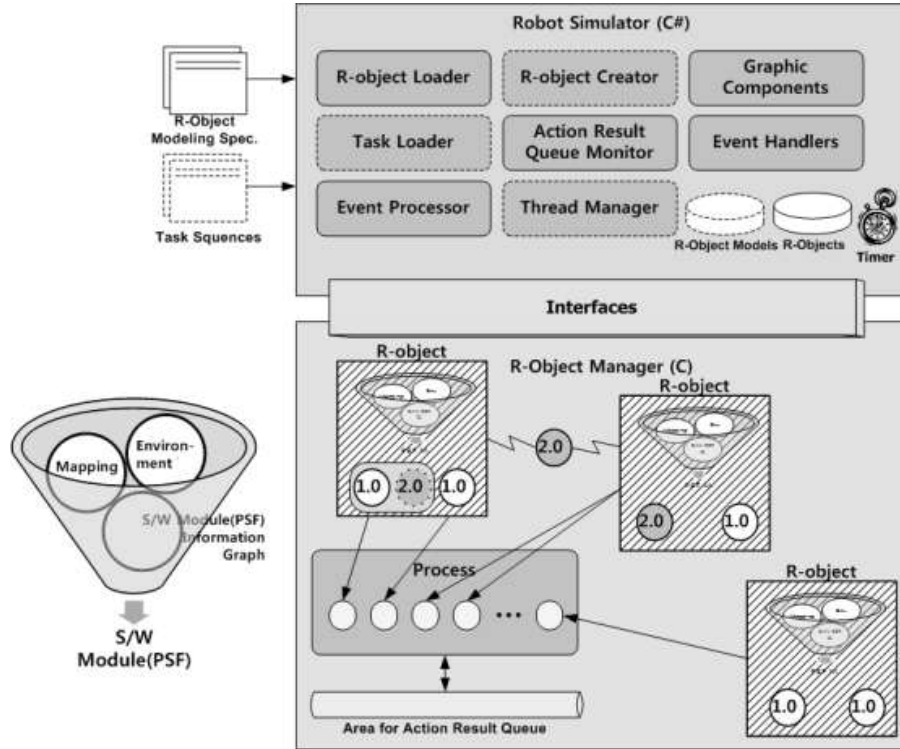 Robot Simulator (C#)
R-object Loader
R-object Creator
Graphic
Components
R-Object
Modeling Spec.
Task Loader
Action Result
Queue Monitor
Event Handlers
Task Squences
Event Processor
Thread Manager
R-Object Models
R-Objects
Timer
Interfaces
R-Object Manager (C)
R-object
1.0
2.0
1.0
2.0
R-object
2.0
1.0
Mapping
Environ-
ment
S/W Module(PSF)
Information
Graph
S/W
Module(PSF)
Process
•••
R-object
1.0
1.0
Area for Action Result Queue